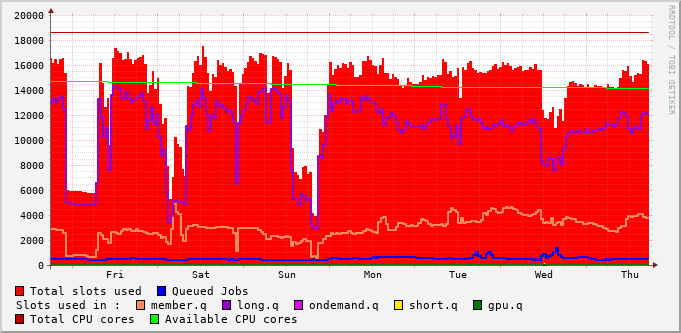 RRDTOOL / TOBI OETIKER
20000
18000
16000
14000
12000
10000
8000
6000
4000
2000
0
Fri Sat Sun Mon Tue Wed Thu
Total slots used Queued Jobs
Slots used in : member.q long.q ondemand.q short.q gpu.q
Total CPU cores Available CPU cores